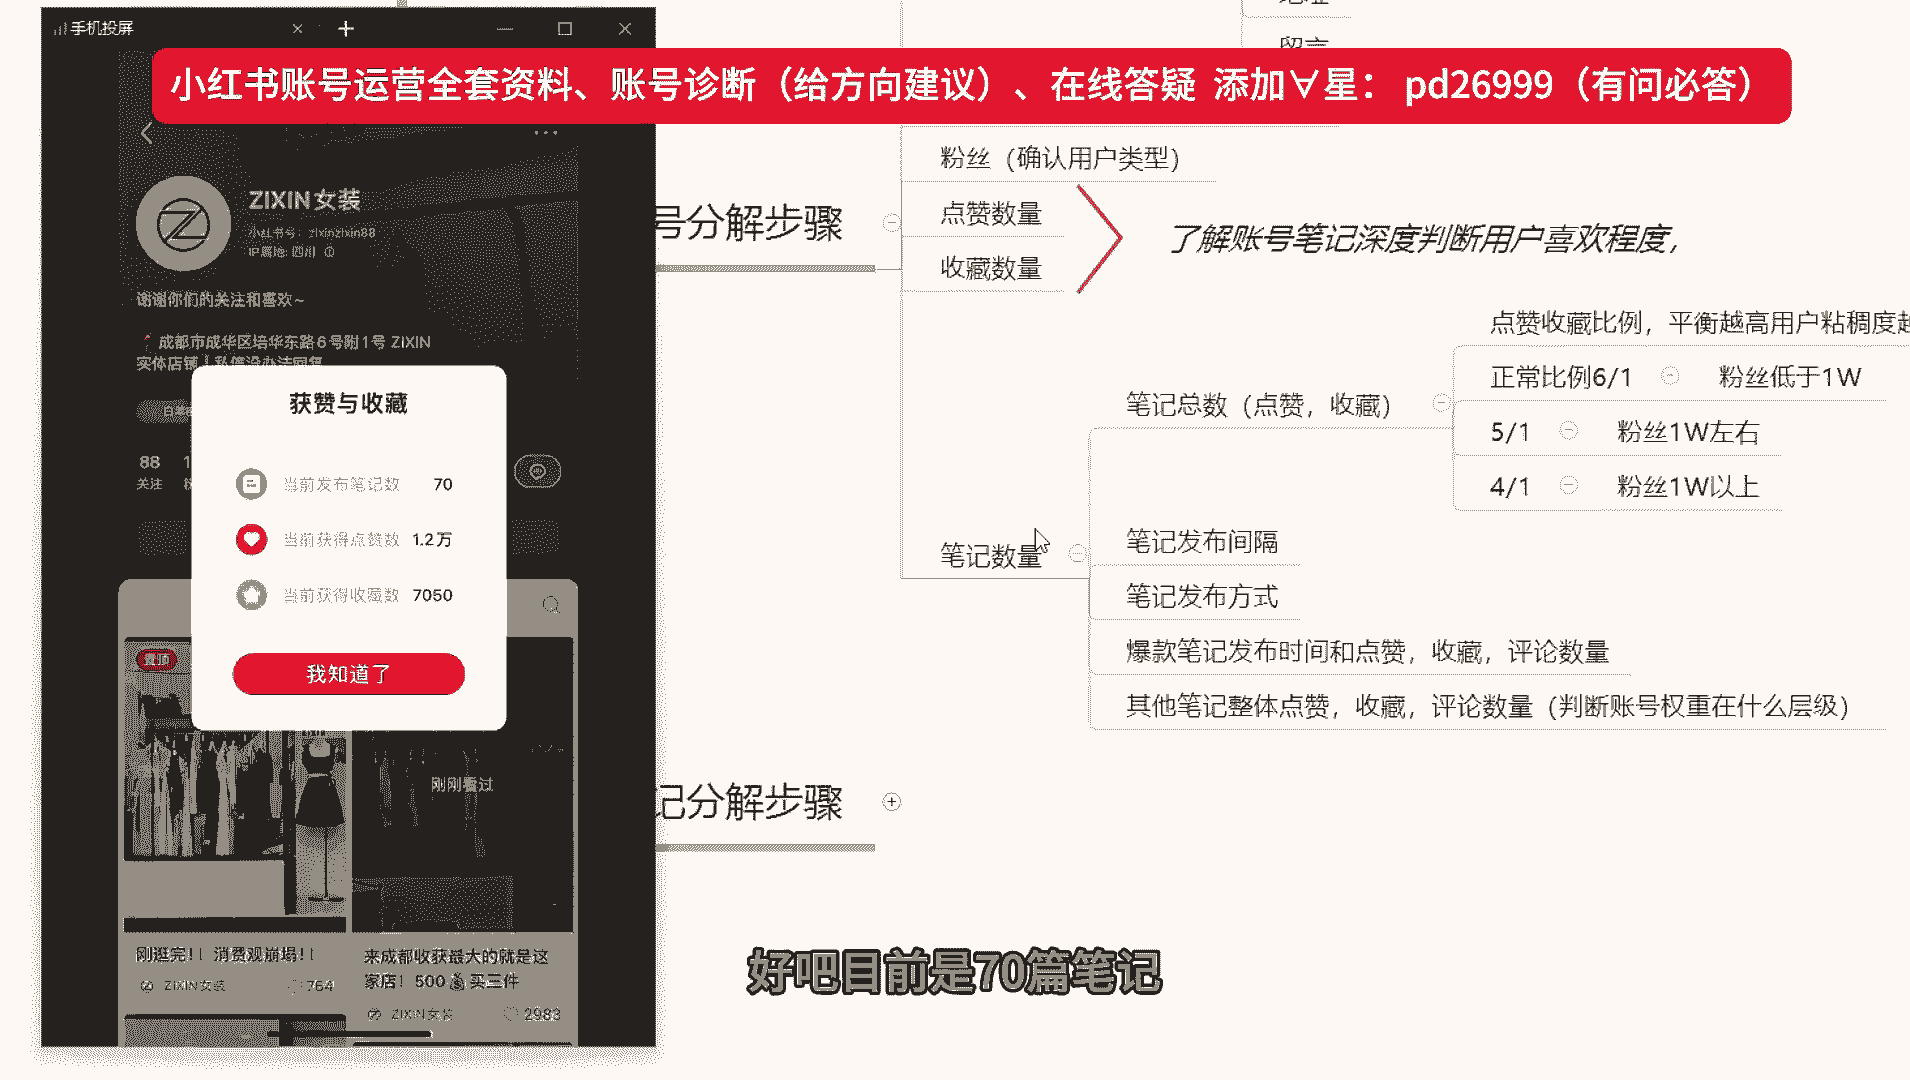 手机投屏
小红书账号运营全套资料、账号诊断（给方向建议）、在线答疑 添加∀星： pd26999（有问必答）
ZIXIN女装
小红书号：zixinzixin88
IP属地: 四川
谢谢你们的关注和喜欢~
成都市成华区培华东路6号附1号 ZIXIN
实体店铺
88
关注
获赞与收藏
当前发布笔记数 70
当前获得点赞数 1.2万
当前获得收藏数 7050
我知道了
置顶
刚刚看过
刚逛完!! 消费观崩塌!!
ZIXIN女装 764
来成都收获最大的就是这
家店! 500💰买三件
ZIXIN女装 2983
留言
号分解步骤
粉丝（确认用户类型）
点赞数量
收藏数量
了解账号笔记深度判断用户喜欢程度，
笔记数量
笔记总数（点赞，收藏）
点赞收藏比例，平衡越高用户粘稠度
正常比例6/1 粉丝低于1W
5/1 粉丝1W左右
4/1 粉丝1W以上
笔记发布间隔
笔记发布方式
爆款笔记发布时间和点赞，收藏，评论数量
其他笔记整体点赞，收藏，评论数量（判断账号权重在什么层级）
记分解步骤
好吧目前是70篇笔记